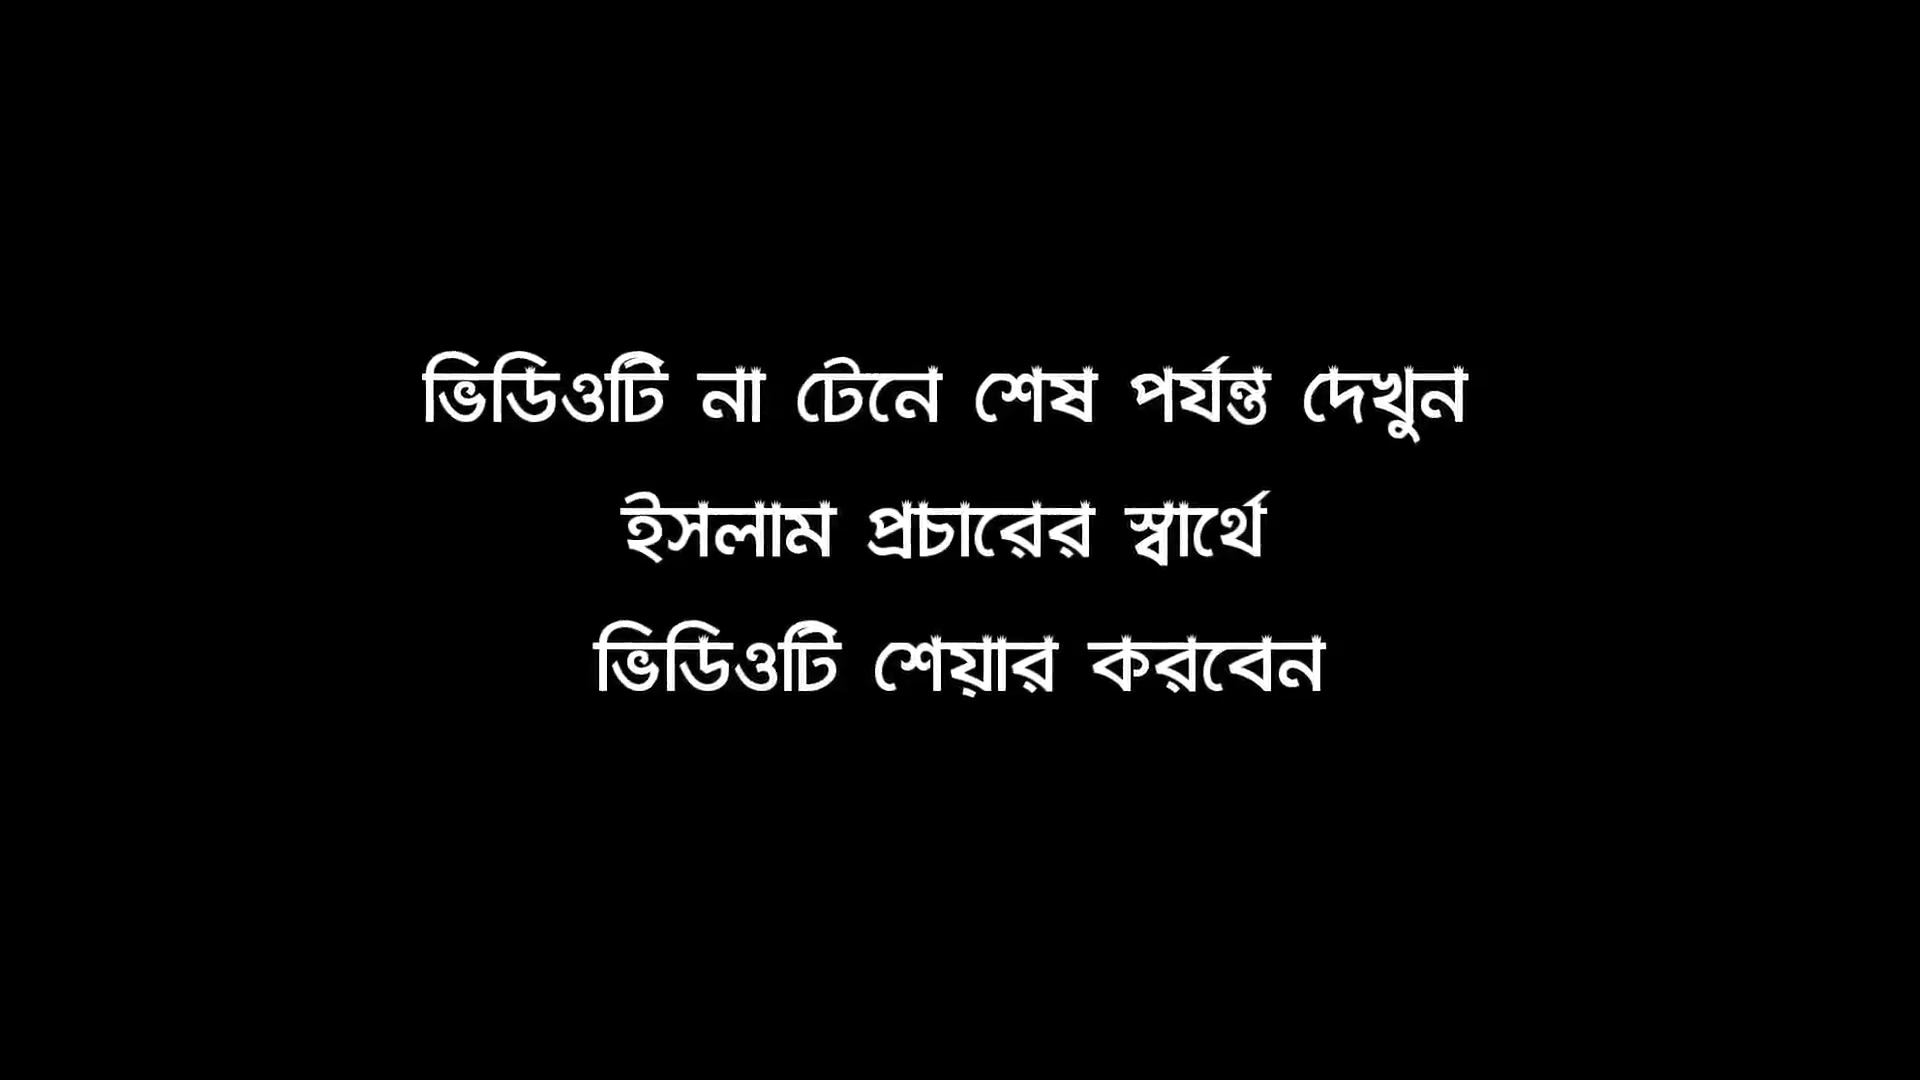 ভিডিওটি না টেনে শেষ পর্যন্ত দেখুন
ইসলাম প্রচারের স্বার্থে
ভিডিওটি শেয়ার করবেন